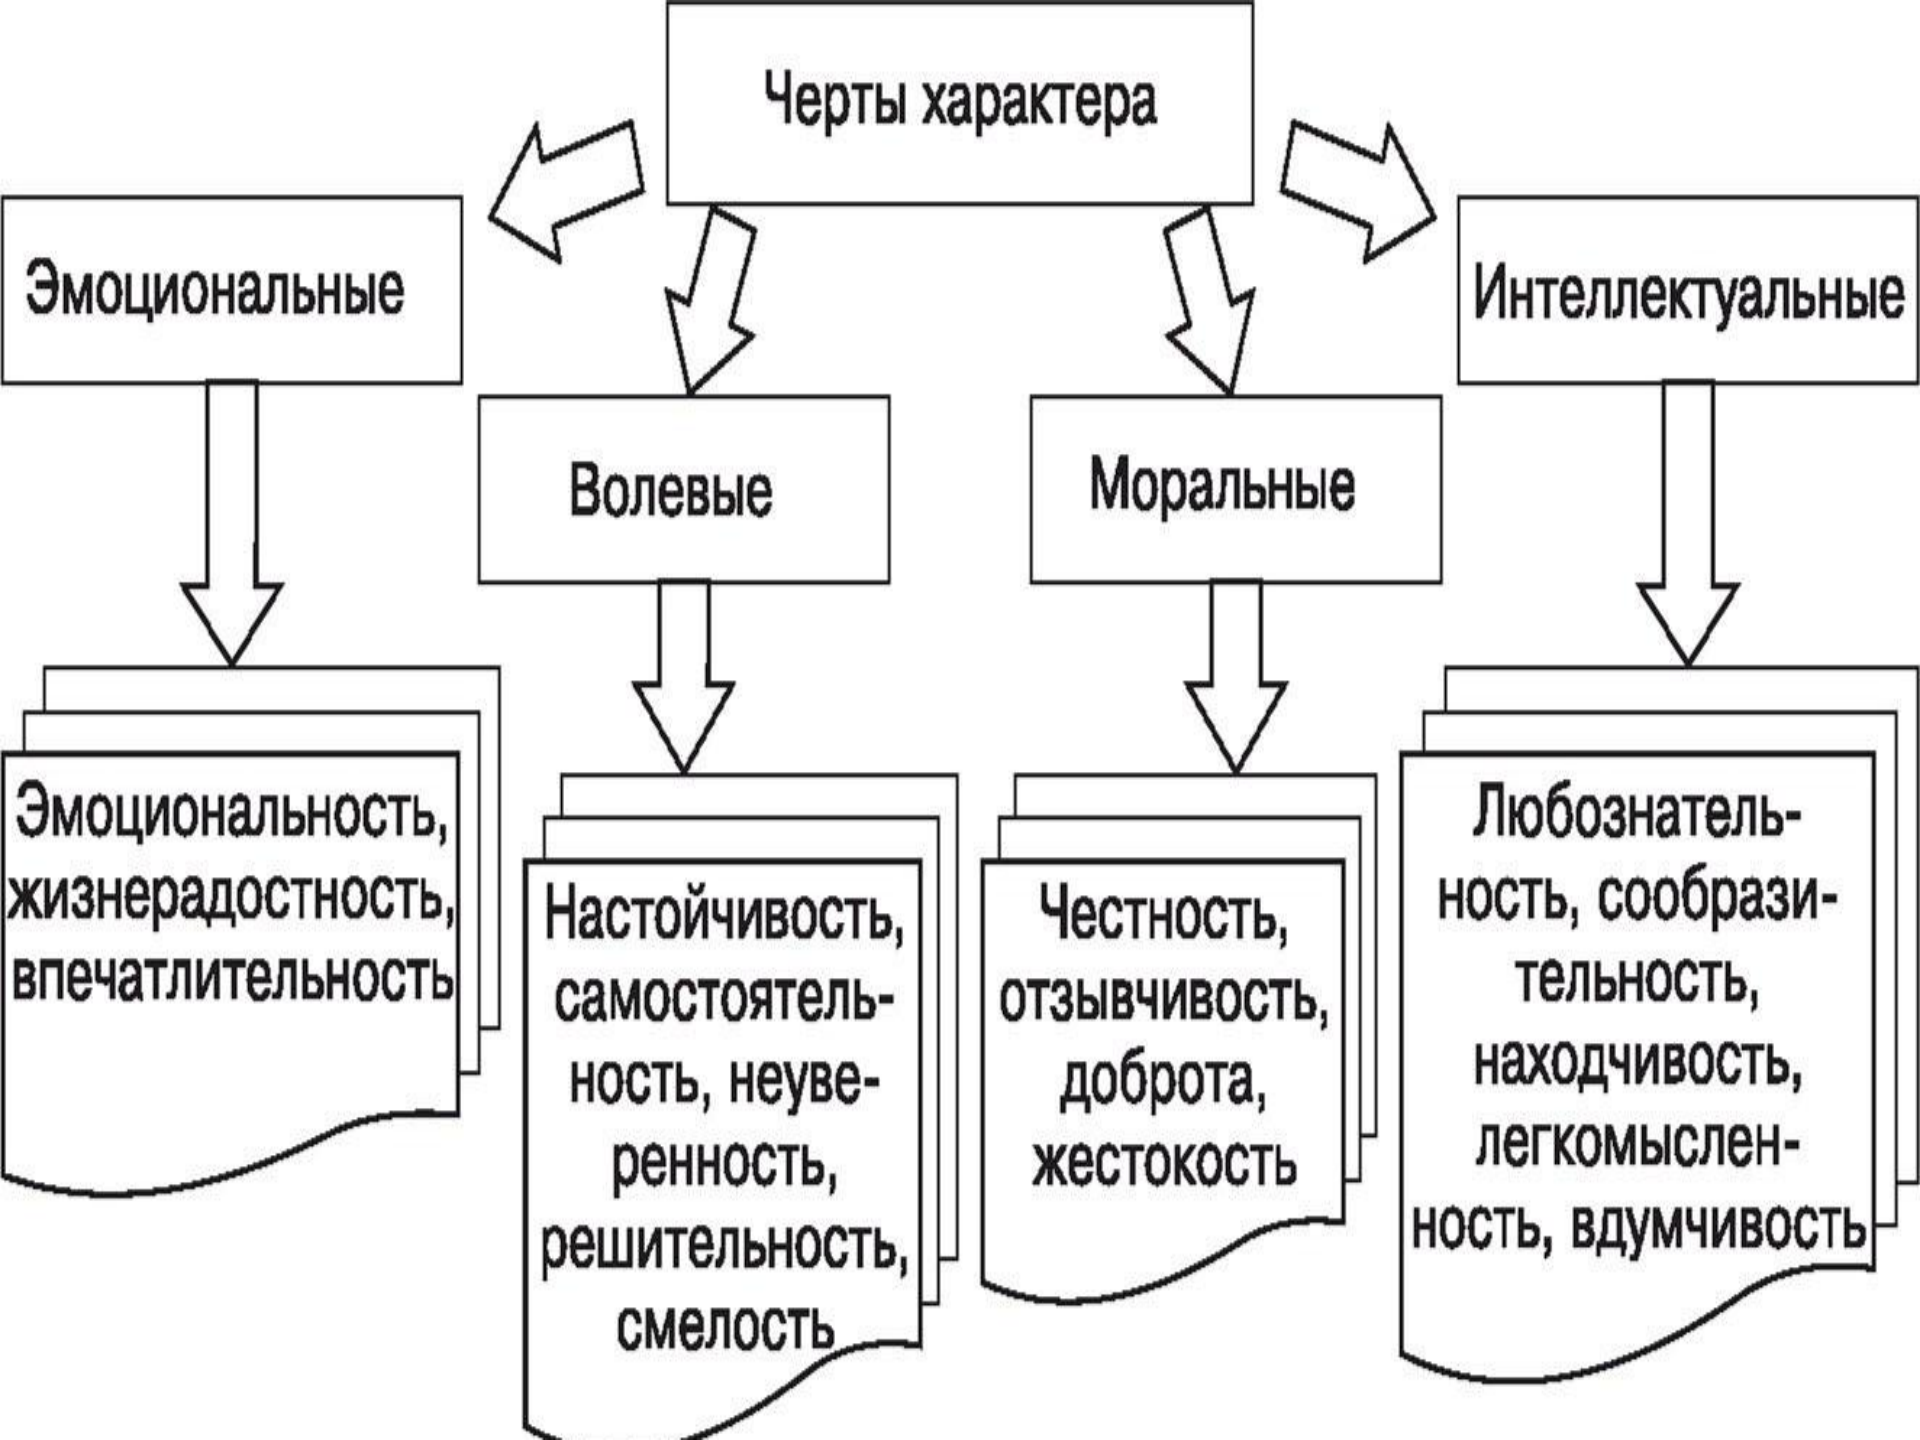 Черты характера
Эмоциональные
Интеллектуальные
Волевые
Моральные
Эмоциональность,
жизнерадостность,
впечатлительность
Настойчивость,
самостоятель-
ность, неуве-
ренность,
решительность,
смелость
Честность,
отзывчивость,
доброта,
жестокость
Любознатель-
ность, сообрази-
тельность,
находчивость,
легкомыслен-
ность, вдумчивость